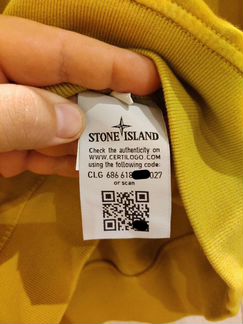 STONE ISLAND
Check the authenticity on
WWW.CERTILOGO.COM
using the following code:
CLG 686 618 027
or scan